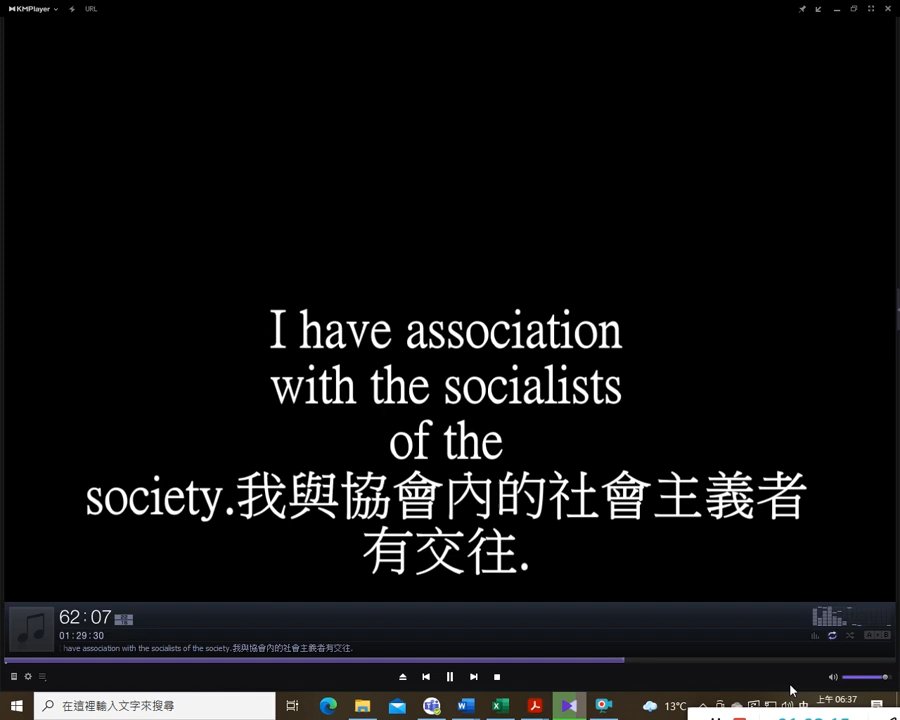 KMPlayer
URL
I have association
with the socialists
of the
society.我與協會內的社會主義者
有交往.
62:07
01:29:30
have association with the socialists of the society.我與協會內的社會主義者有交往.
在這裡輸入文字來搜尋
13°C
中
上午 06:37